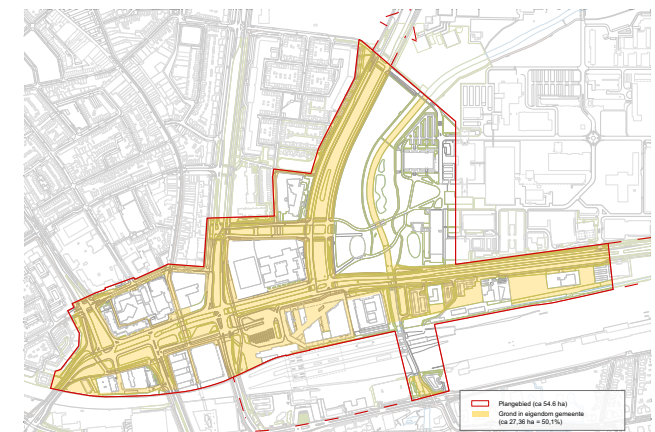 Plangebied (ca 54.6 ha)
Grond in eigendom gemeente
(ca 27,36 ha = 50,1%)